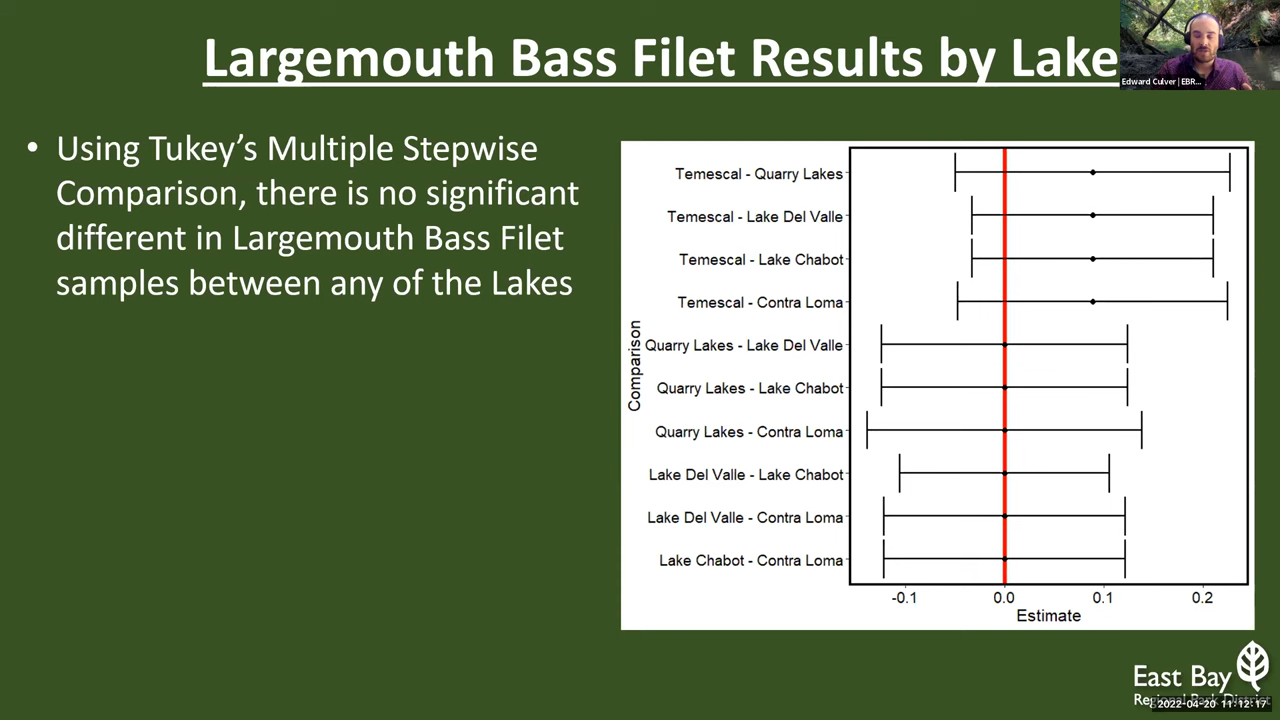 Largemouth Bass Filet Results by Lake
Edward Culver | EBR...
• Using Tukey’s Multiple Stepwise
Comparison, there is no significant
different in Largemouth Bass Filet
samples between any of the Lakes
Comparison
Temescal - Quarry Lakes
Temescal - Lake Del Valle
Temescal - Lake Chabot
Temescal - Contra Loma
Quarry Lakes - Lake Del Valle
Quarry Lakes - Lake Chabot
Quarry Lakes - Contra Loma
Lake Del Valle - Lake Chabot
Lake Del Valle - Contra Loma
Lake Chabot - Contra Loma
-0.1 0.0 0.1 0.2
Estimate
East Bay
Regional Park District
2022-04-20 11:12:17